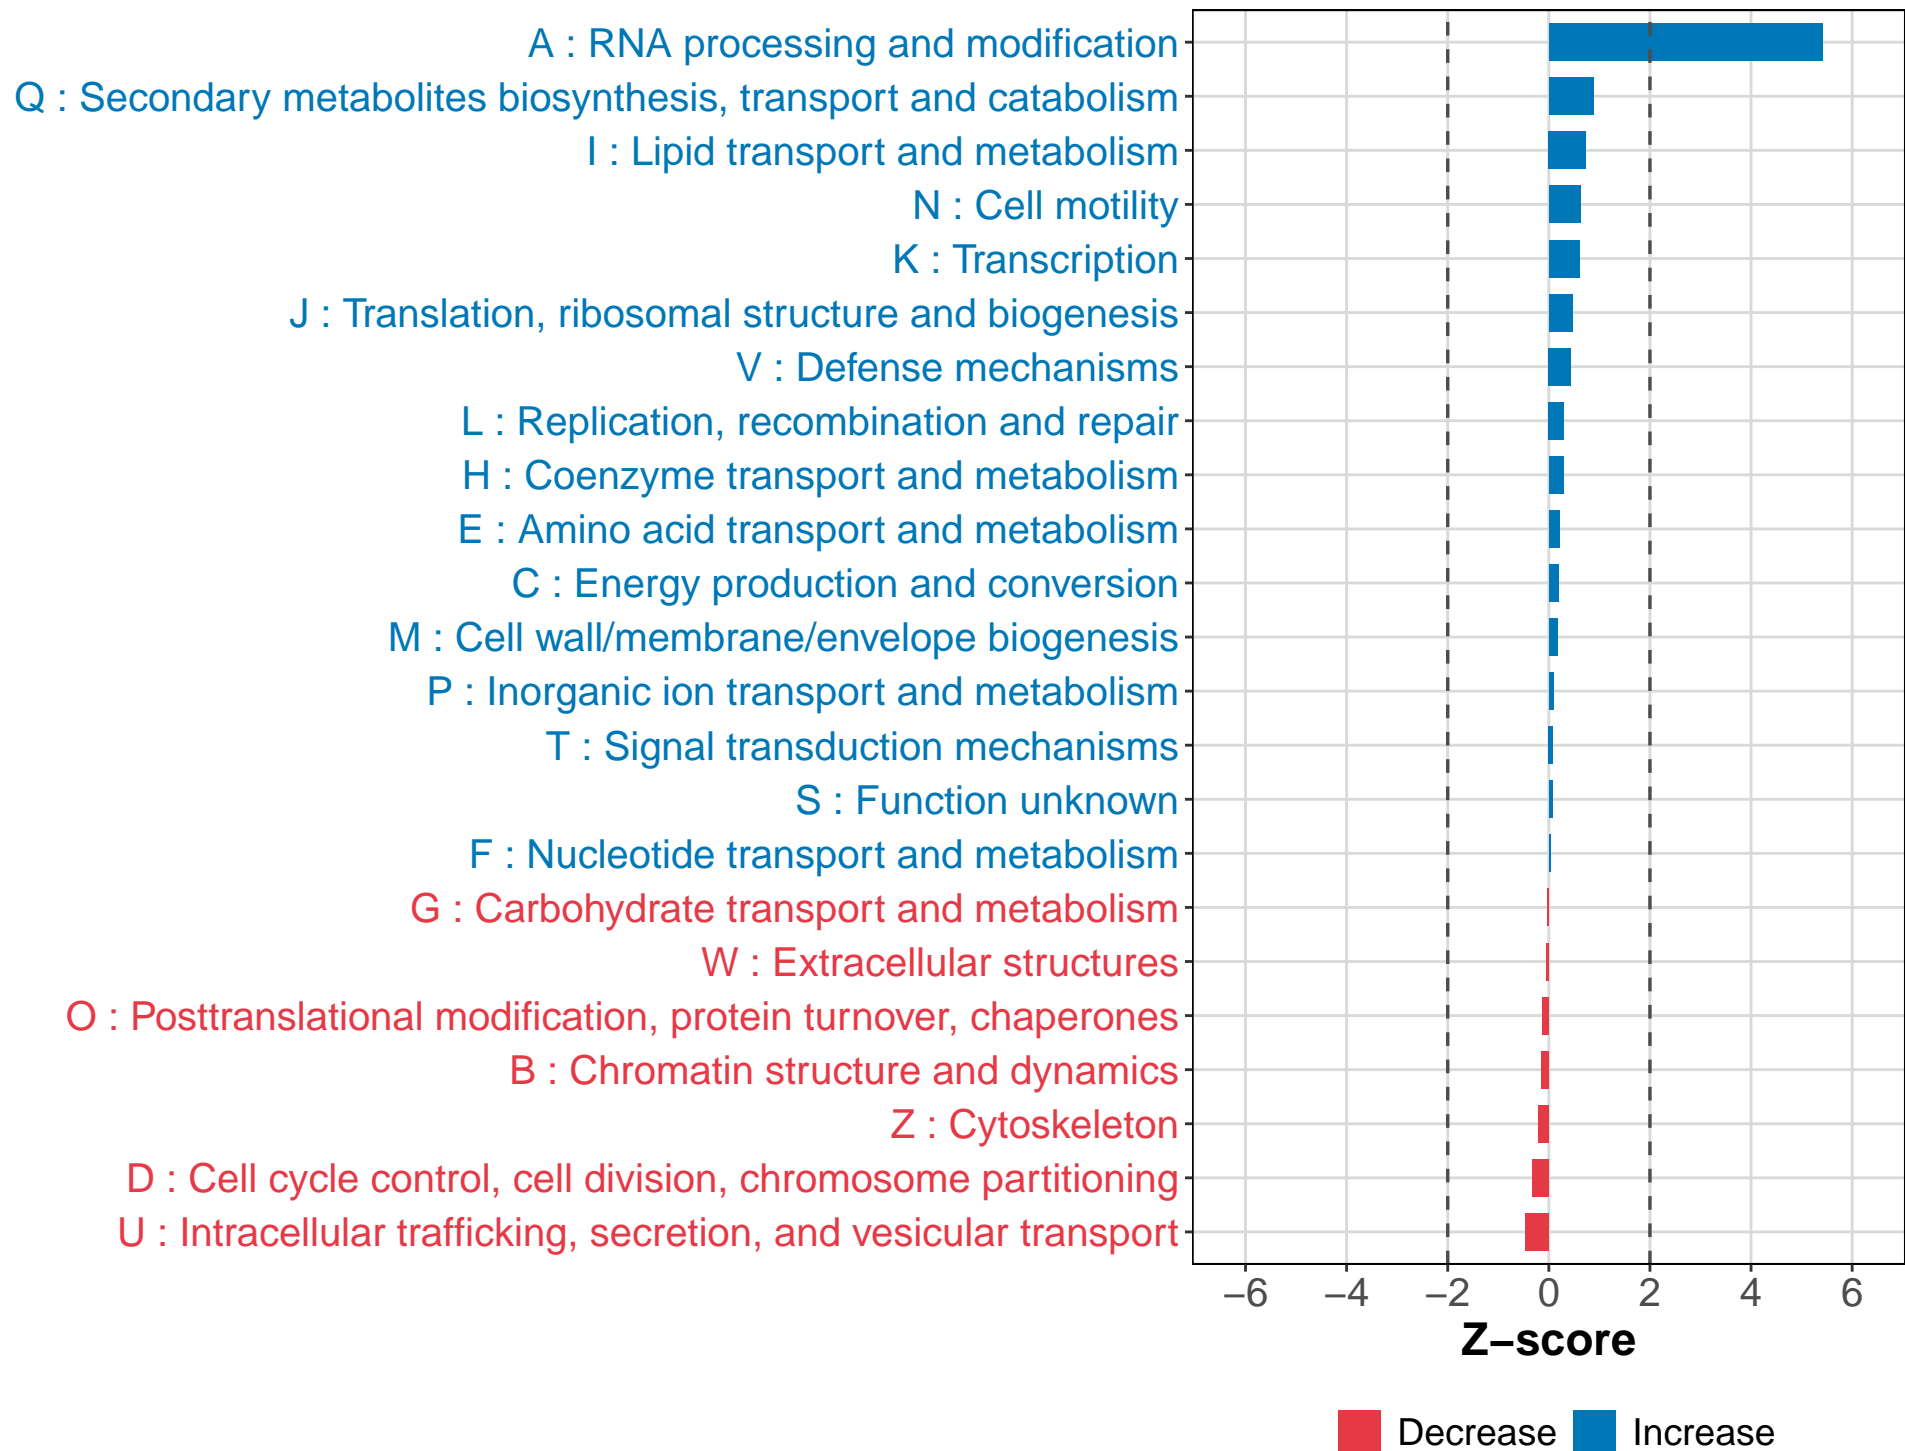 A : RNA processing and modification
Q : Secondary metabolites biosynthesis, transport and catabolism
I : Lipid transport and metabolism
N : Cell motility
K : Transcription
J : Translation, ribosomal structure and biogenesis
V : Defense mechanisms
L : Replication, recombination and repair
H : Coenzyme transport and metabolism
E : Amino acid transport and metabolism
C : Energy production and conversion
M : Cell wall/membrane/envelope biogenesis
P : Inorganic ion transport and metabolism
T : Signal transduction mechanisms
S : Function unknown
F : Nucleotide transport and metabolism
G : Carbohydrate transport and metabolism
W : Extracellular structures
O : Posttranslational modification, protein turnover, chaperones
B : Chromatin structure and dynamics
Z : Cytoskeleton
D : Cell cycle control, cell division, chromosome partitioning
U : Intracellular trafficking, secretion, and vesicular transport
−6 −4 −2 0 2 4 6
Z−score
Decrease Increase